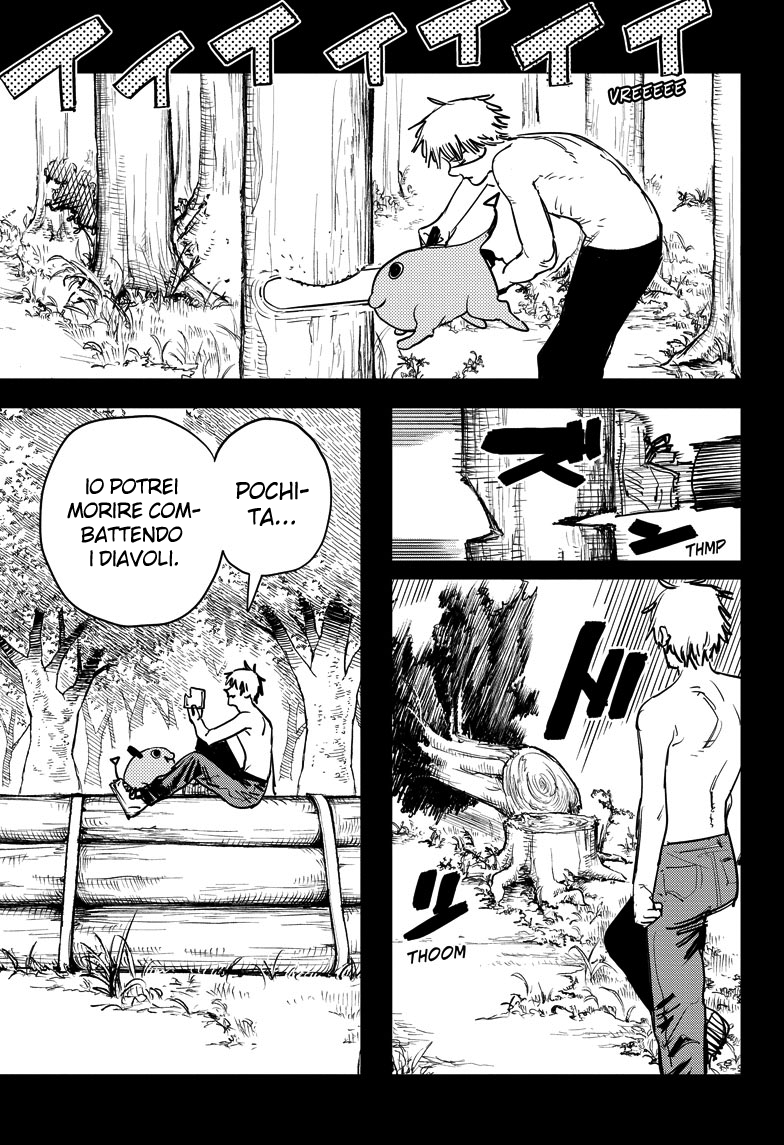 イイイイイイイ
VREEEEE
ズ
ン
THMP
ドッ
THOOM
POCHI-
TA...
IO POTREI
MORIRE COM-
BATTENDO
I DIAVOLI.